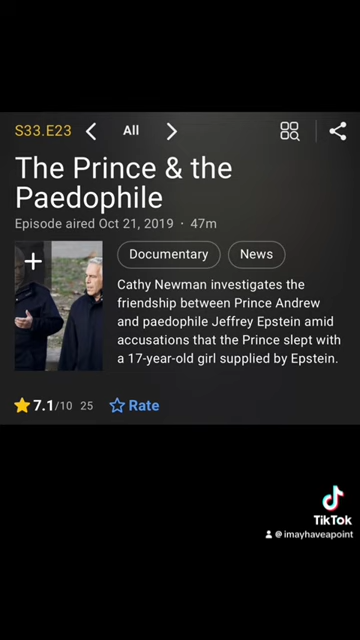 S33.E23 All
The Prince & the
Paedophile
Episode aired Oct 21, 2019 · 47m
Documentary News
Cathy Newman investigates the
friendship between Prince Andrew
and paedophile Jeffrey Epstein amid
accusations that the Prince slept with
a 17-year-old girl supplied by Epstein.
7.1/10 25 Rate
TikTok
@imayhaveapoint